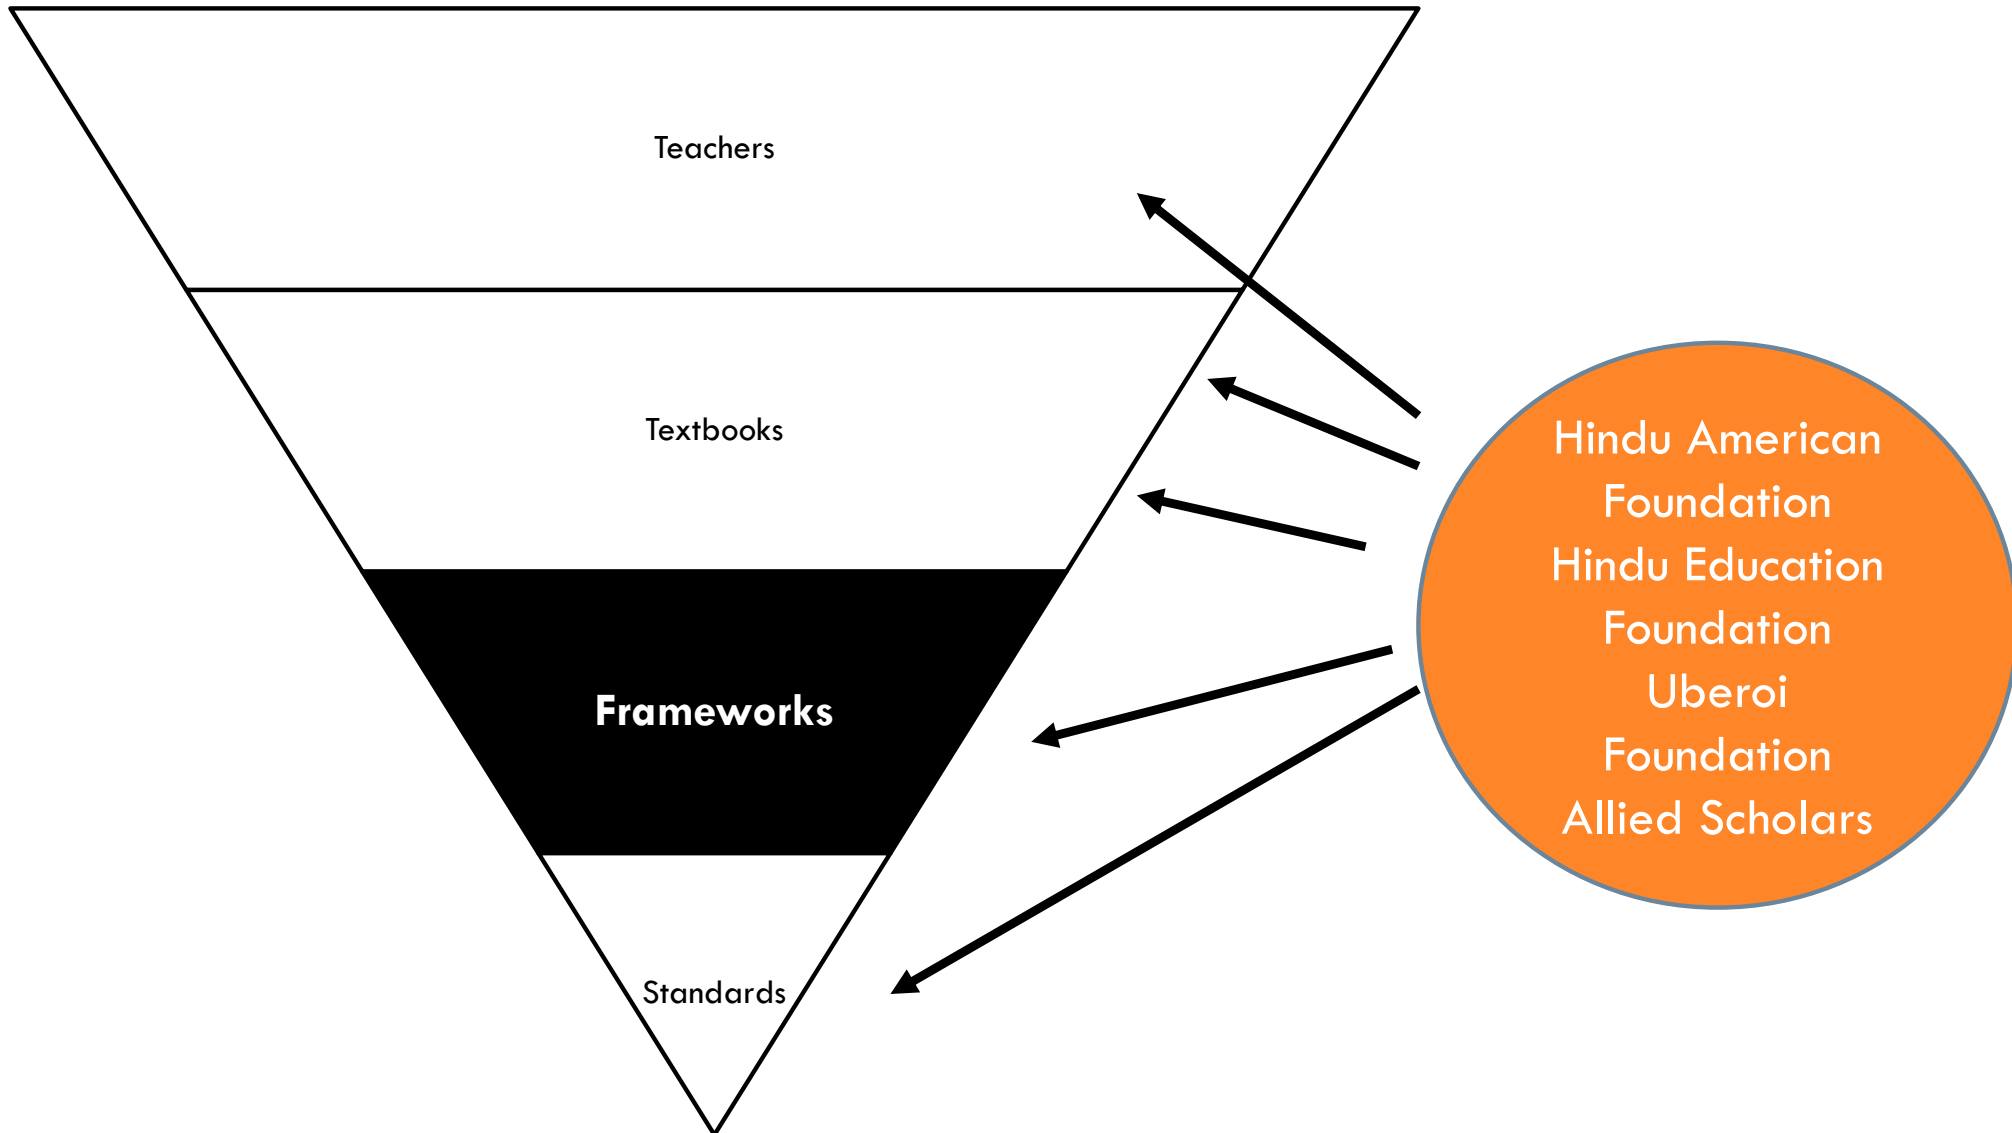 Teachers
Textbooks
Frameworks
Standards
Hindu American
Foundation
Hindu Education
Foundation
Uberoi
Foundation
Allied Scholars